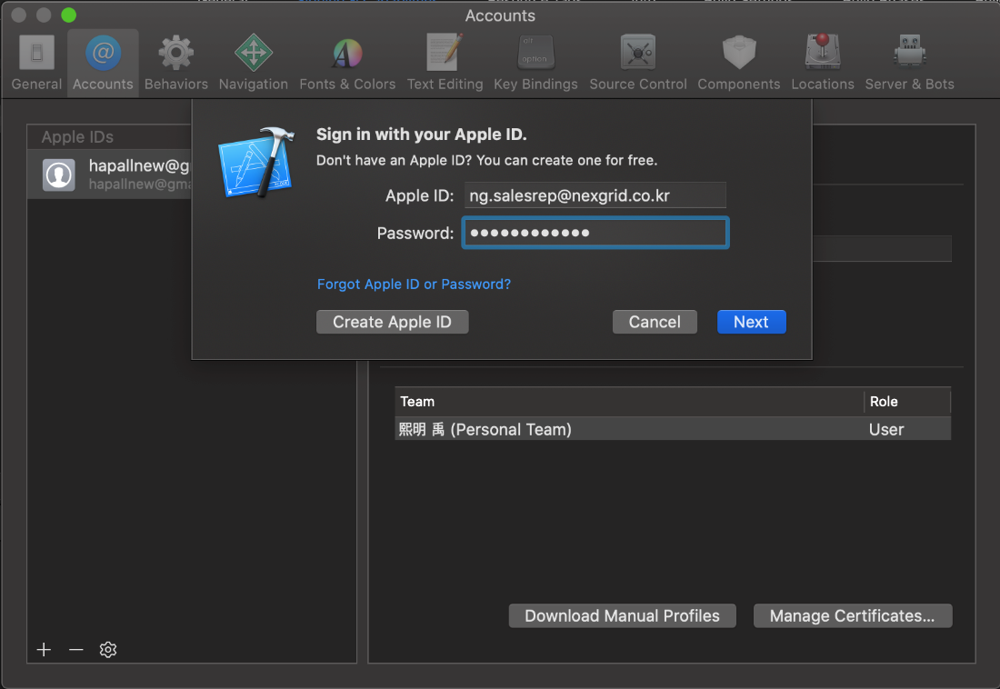 Accounts
General
Accounts
Behaviors
Navigation
Fonts & Colors
Text Editing
Key Bindings
Source Control
Components
Locations
Server & Bots
alt
option
Apple IDs
hapallnew@g
hapallnew@gma
Sign in with your Apple ID.
Don't have an Apple ID? You can create one for free.
Apple ID: ng.salesrep@nexgrid.co.kr
Password: ●●●●●●●●●●●●
Forgot Apple ID or Password?
Create Apple ID
Cancel
Next
Team Role
熙明 禹 (Personal Team) User
Download Manual Profiles
Manage Certificates...